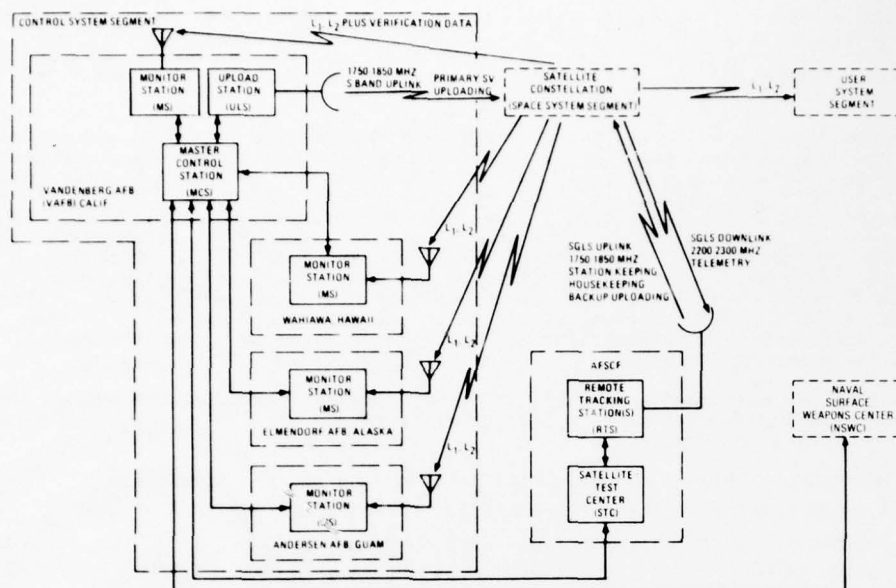 CONTROL SYSTEM SEGMENT
L1, L2 PLUS VERIFICATION DATA
MONITOR
STATION
(MS)
UPLOAD
STATION
(ULS)
1750 1850 MHZ
S BAND UPLINK
PRIMARY SV
UPLOADING
SATELLITE
CONSTELLATION
(SPACE SYSTEM SEGMENT)
L1, L2
USER
SYSTEM
SEGMENT
MASTER
CONTROL
STATION
(MCS)
VANDENBERG AFB
(VAFB) CALIF
L1, L2
MONITOR
STATION
(MS)
WAHIAWA, HAWAII
SGLS UPLINK
1750 1850 MHZ
STATION KEEPING
HOUSEKEEPING
BACKUP UPLOADING
SGLS DOWNLINK
2200 2300 MHZ
TELEMETRY
L1, L2
MONITOR
STATION
(MS)
ELMENDORF AFB, ALASKA
AFSCF
REMOTE
TRACKING
STATION(S)
(RTS)
NAVAL
SURFACE
WEAPONS CENTER
(NSWC)
L1, L2
MONITOR
STATION
ANDERSEN AFB, GUAM
SATELLITE
TEST
CENTER
(STC)